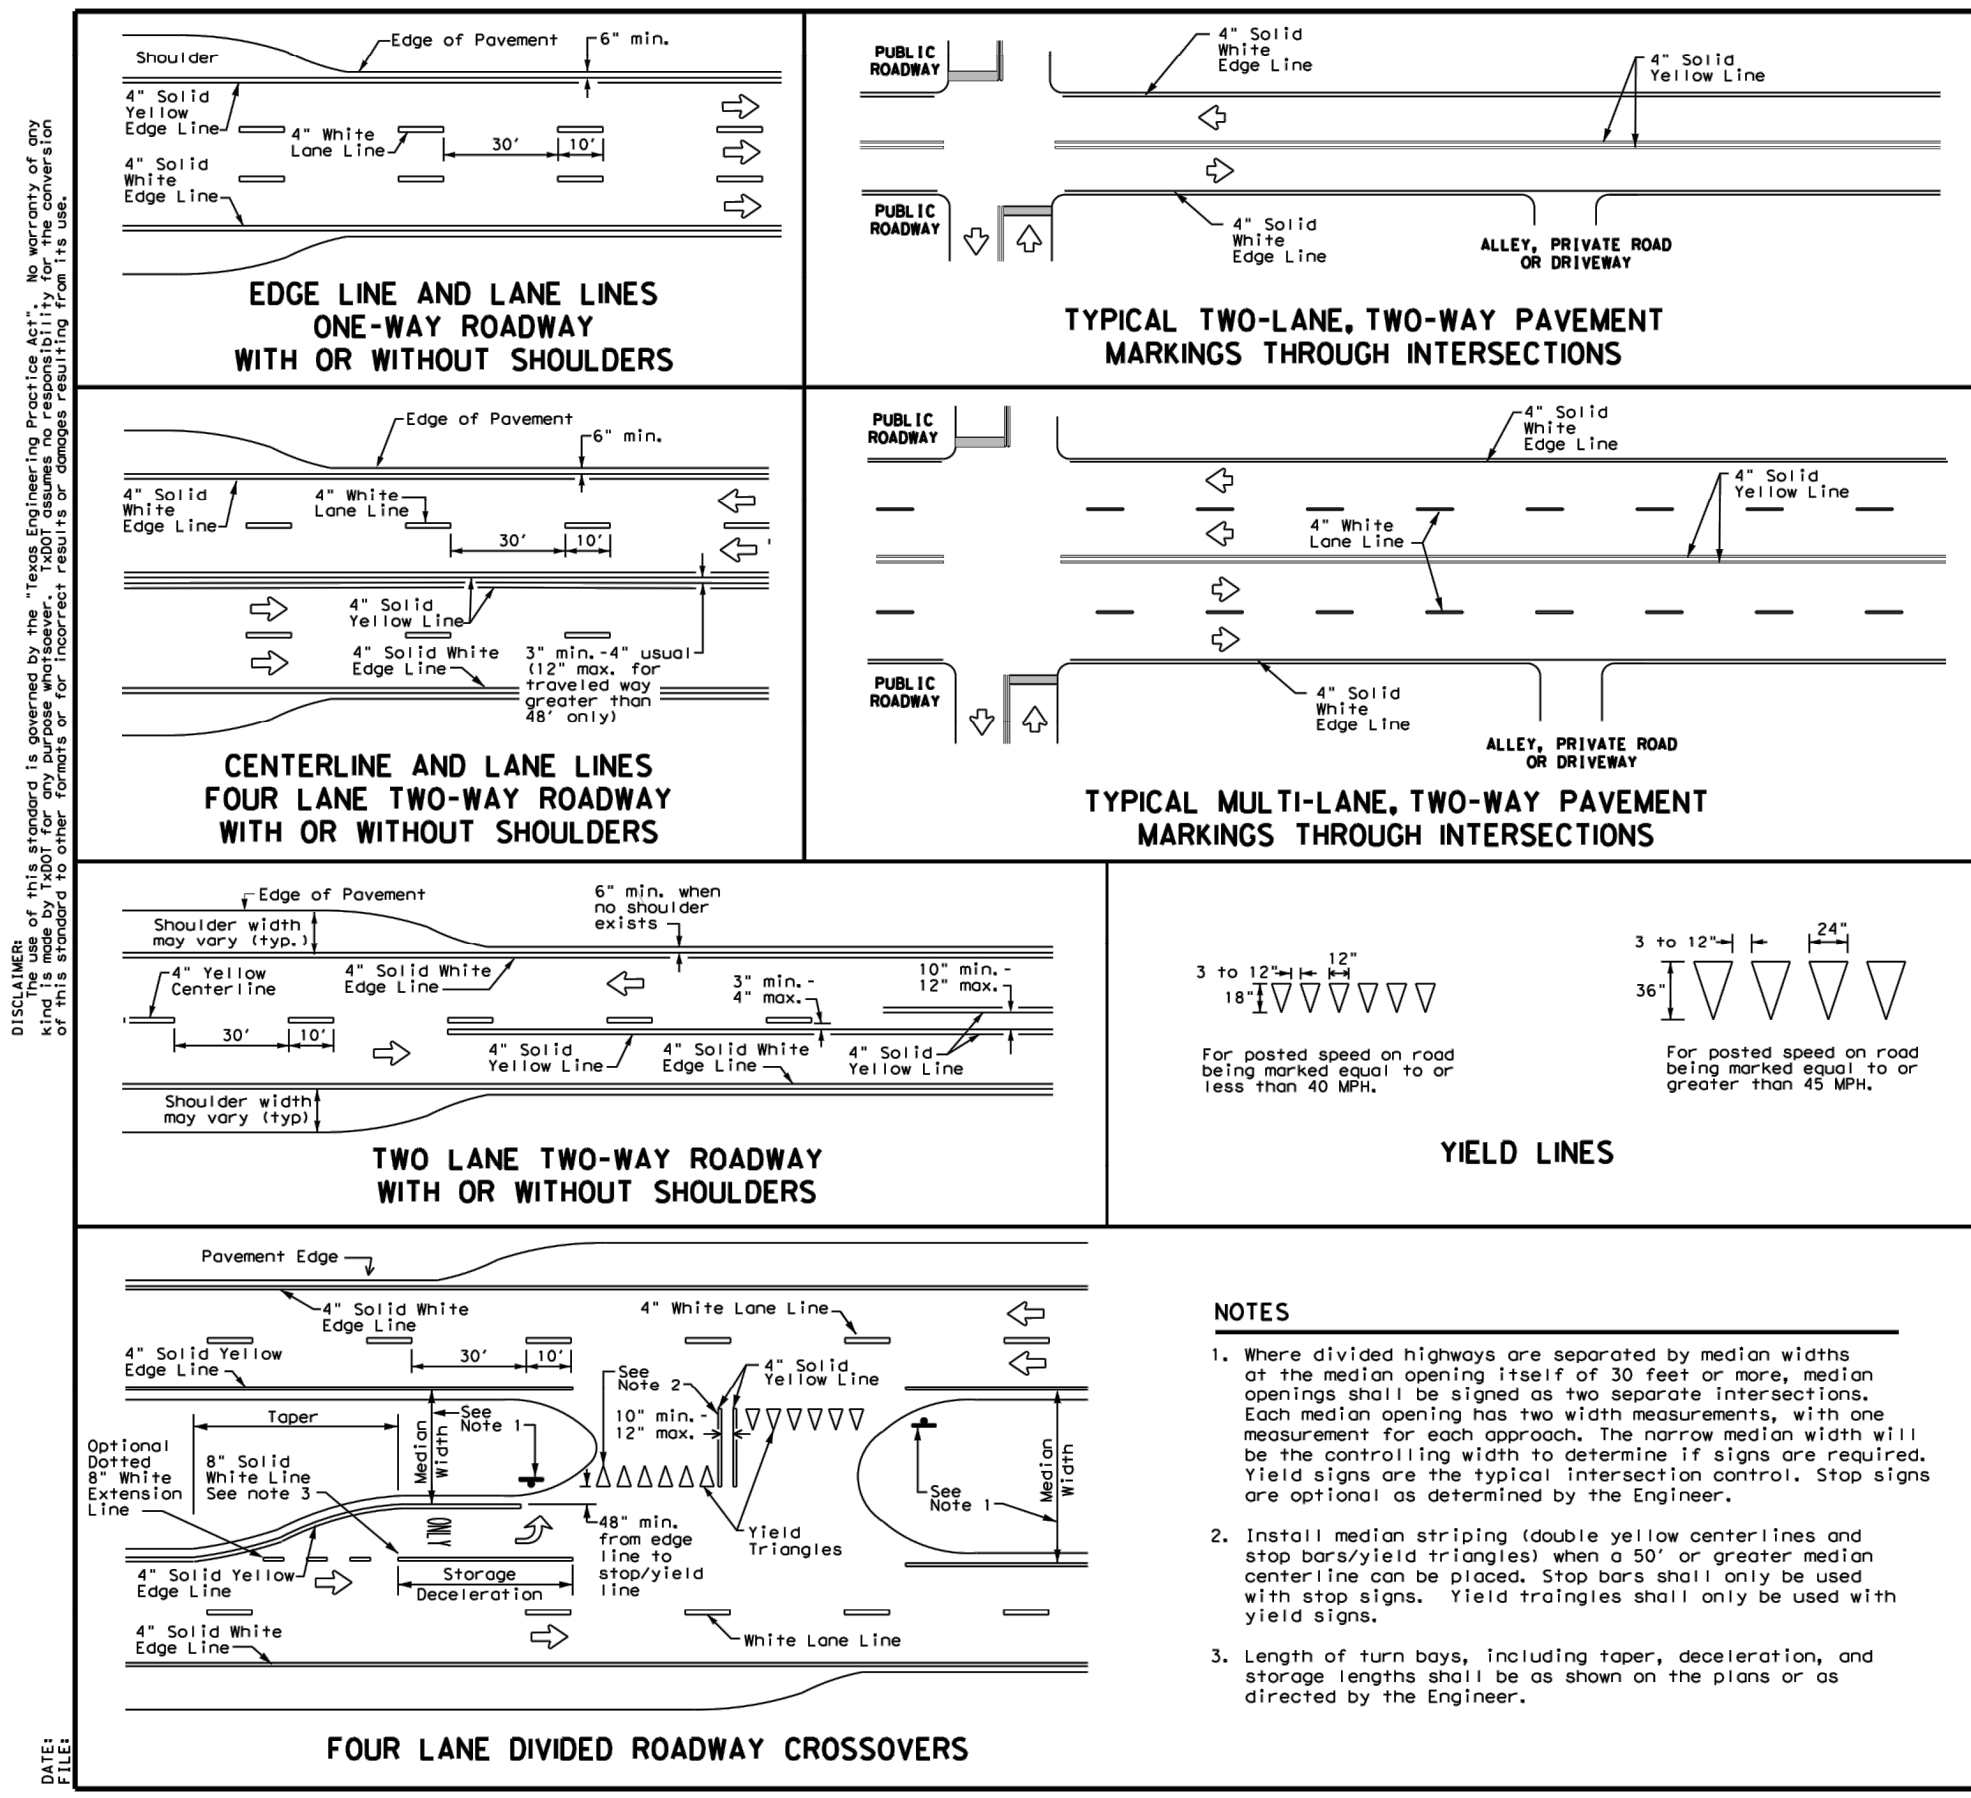 DISCLAIMER:
The use of this standard is governed by the "Texas Engineering Practice Act". No warranty of any
kind is made by TxDOT for any purpose whatsoever. TxDOT assumes no responsibility for the conversion
of this standard to other formats or for incorrect results or damages resulting from its use.
DATE:
FILE:
Shoulder
Edge of Pavement
6" min.
4" Solid
Yellow
Edge Line
4" White
Lane Line
30'
10'
4" Solid
White
Edge Line
EDGE LINE AND LANE LINES
ONE-WAY ROADWAY
WITH OR WITHOUT SHOULDERS
PUBLIC
ROADWAY
4" Solid
White
Edge Line
4" Solid
Yellow Line
PUBLIC
ROADWAY
4" Solid
White
Edge Line
ALLEY, PRIVATE ROAD
OR DRIVEWAY
TYPICAL TWO-LANE, TWO-WAY PAVEMENT
MARKINGS THROUGH INTERSECTIONS
Edge of Pavement
6" min.
4" Solid
White
Edge Line
4" White
Lane Line
30'
10'
4" Solid
Yellow Line
4" Solid White
Edge Line
3" min.-4" usual
(12" max. for
traveled way
greater than
48' only)
CENTERLINE AND LANE LINES
FOUR LANE TWO-WAY ROADWAY
WITH OR WITHOUT SHOULDERS
PUBLIC
ROADWAY
4" Solid
White
Edge Line
4" Solid
Yellow Line
4" White
Lane Line
PUBLIC
ROADWAY
4" Solid
White
Edge Line
ALLEY, PRIVATE ROAD
OR DRIVEWAY
TYPICAL MULTI-LANE, TWO-WAY PAVEMENT
MARKINGS THROUGH INTERSECTIONS
Edge of Pavement
6" min. when
no shoulder
exists
Shoulder width
may vary (typ.)
4" Yellow
Centerline
4" Solid White
Edge Line
3" min.-
4" max.
10" min.-
12" max.
30'
10'
4" Solid
Yellow Line
4" Solid White
Edge Line
4" Solid
Yellow Line
Shoulder width
may vary (typ)
TWO LANE TWO-WAY ROADWAY
WITH OR WITHOUT SHOULDERS
3 to 12"
12"
18"
For posted speed on road
being marked equal to or
less than 40 MPH.
3 to 12"
24"
36"
For posted speed on road
being marked equal to or
greater than 45 MPH.
YIELD LINES
Pavement Edge
4" Solid White
Edge Line
4" White Lane Line
4" Solid Yellow
Edge Line
30'
10'
See
Note 2
4" Solid
Yellow Line
Taper
Median
Width
See
Note 1
10" min.-
12" max.
Optional
Dotted
8" White
Extension
Line
8" Solid
White Line
See note 3
See
Note 1
Median
Width
ONLY
48" min.
from edge
line to
stop/yield
line
Yield
Triangles
4" Solid Yellow
Edge Line
Storage
Deceleration
4" Solid White
Edge Line
White Lane Line
FOUR LANE DIVIDED ROADWAY CROSSOVERS
NOTES
1. Where divided highways are separated by median widths
at the median opening itself of 30 feet or more, median
openings shall be signed as two separate intersections.
Each median opening has two width measurements, with one
measurement for each approach. The narrow median width will
be the controlling width to determine if signs are required.
Yield signs are the typical intersection control. Stop signs
are optional as determined by the Engineer.
2. Install median striping (double yellow centerlines and
stop bars/yield triangles) when a 50' or greater median
centerline can be placed. Stop bars shall only be used
with stop signs. Yield traingles shall only be used with
yield signs.
3. Length of turn bays, including taper, deceleration, and
storage lengths shall be as shown on the plans or as
directed by the Engineer.